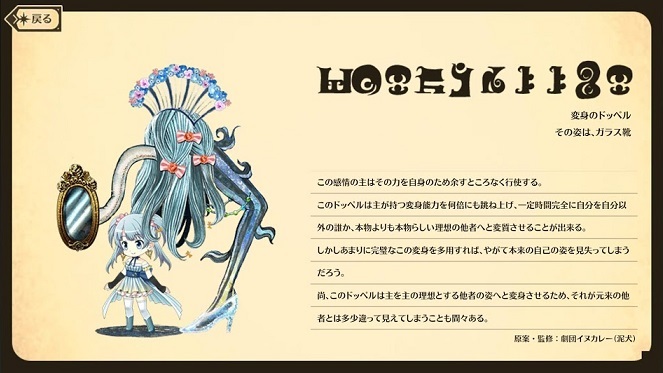 戻る
変身のドッペル
その姿は、ガラス靴
この感情の主はその力を自身のため余すところなく行使する。
このドッペルは主が持つ変身能力を何倍にも跳ね上げ、一定時間完全に自分を自分以
外の誰か、本物よりも本物らしい理想の他者へと変質させることが出来る。
しかしあまりに完璧なこの変身を多用すれば、やがて本来の自己の姿を見失ってしまう
だろう。
尚、このドッペルは主を主の理想とする他者の姿へと変身させるため、それが元来の他
者とは多少違って見えてしまうことも間々ある。
原案・監修：劇団イヌカレー（泥犬）